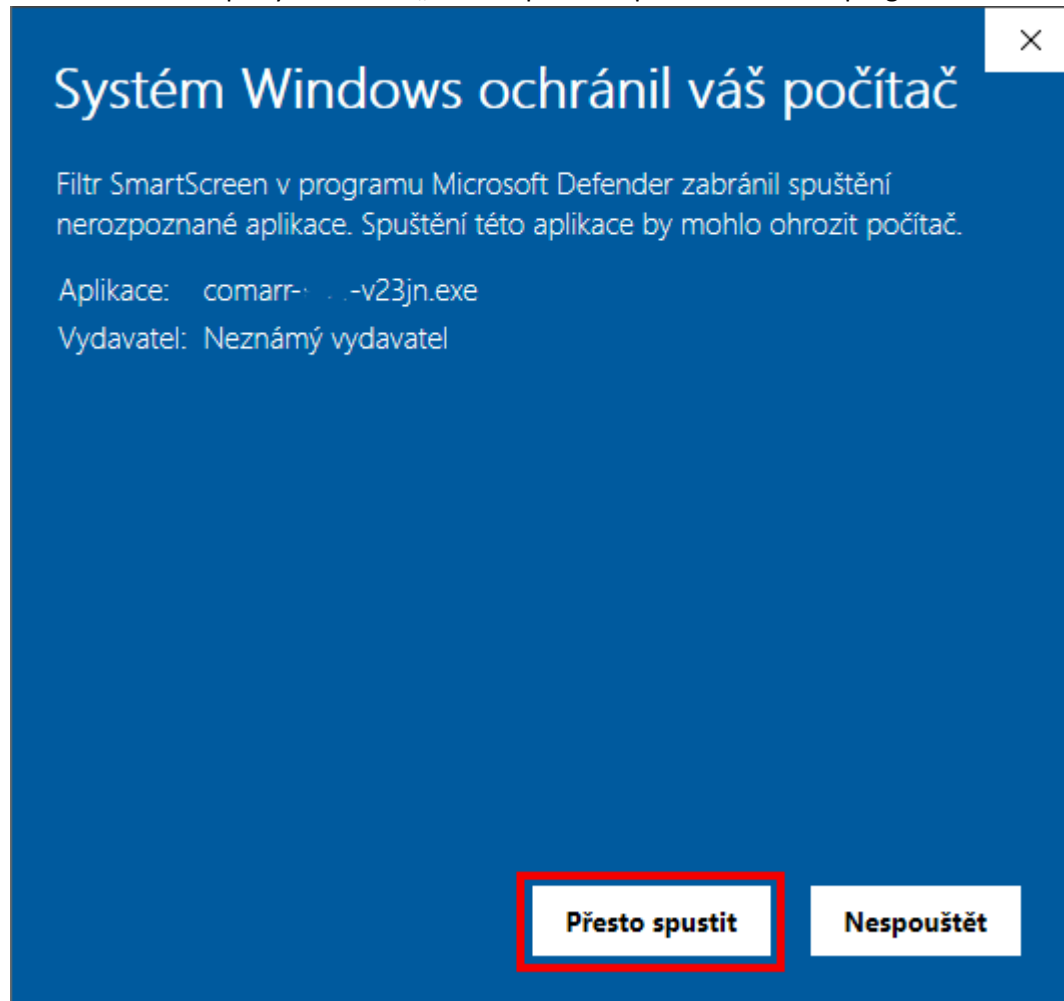 Systém Windows ochránil váš počítač
Filtr SmartScreen v programu Microsoft Defender zabránil spuštění
nerozpoznané aplikace. Spuštění této aplikace by mohlo ohrozit počítač.
Aplikace: comarr- -v23jn.exe
Vydavatel: Neznámý vydavatel
Přesto spustit
Nespouštět